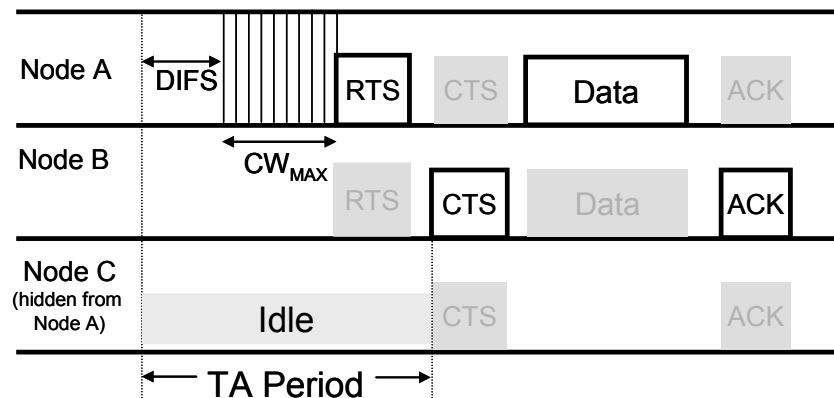 Node A
DIFS
RTS
CTS
Data
ACK
CWMAX
Node B
RTS
CTS
Data
ACK
Node C
(hidden from
Node A)
Idle
CTS
ACK
TA Period